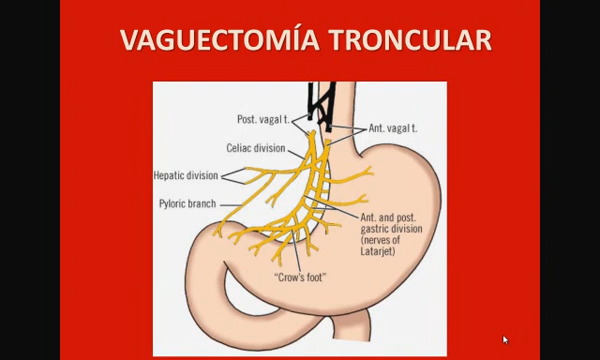 VAGUECTOMÍA TRONCULAR
Post. vagal t.
Ant. vagal t.
Celiac division
Hepatic division
Pyloric branch
Ant. and post.
gastric division
(nerves of
Latarjet)
"Crow's foot"